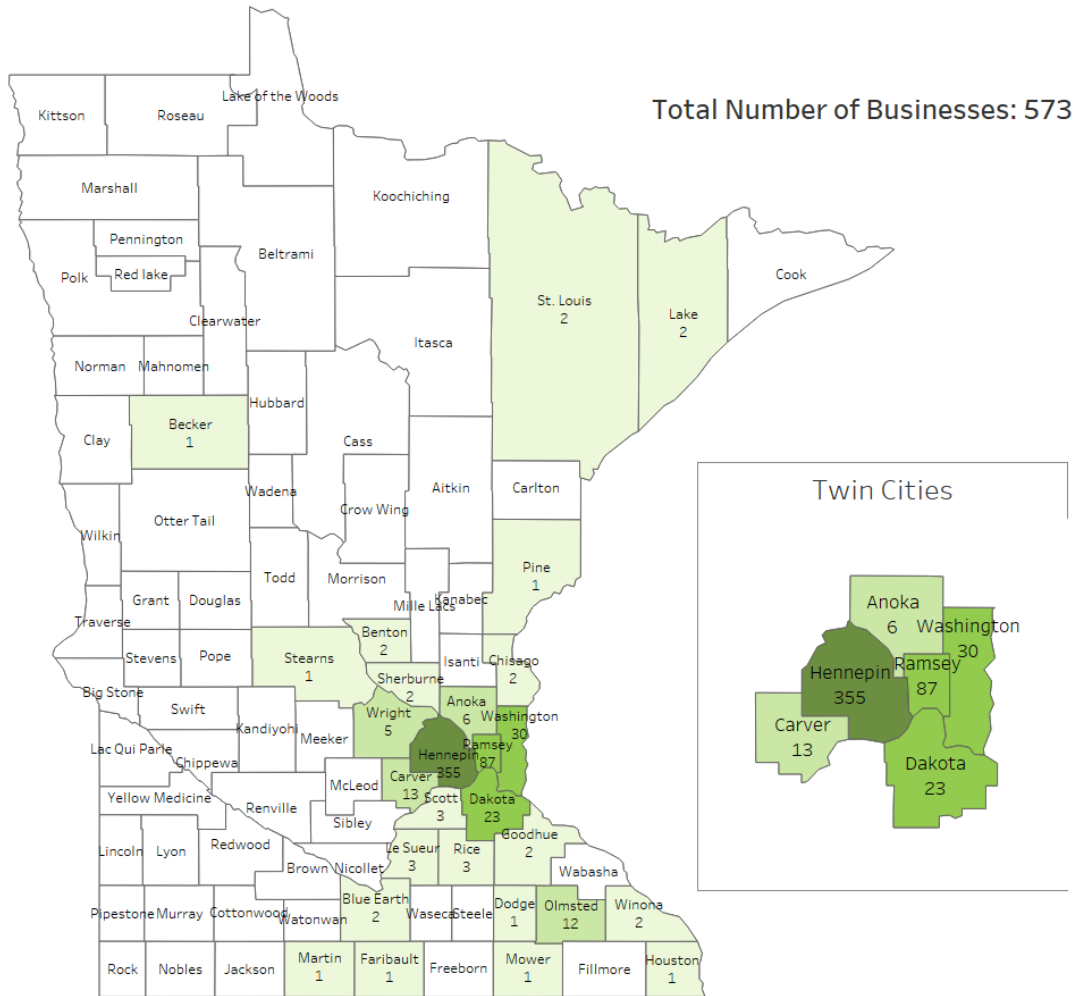 Total Number of Businesses: 573
Lake of the Woods
Kittson
Roseau
Marshall
Koochiching
Pennington
Beltrami
Red lake
Polk
Cook
St. Louis
2
Lake
2
Clearwater
Itasca
Norman
Mahnomen
Hubbard
Becker
1
Clay
Cass
Wadena
Aitkin
Carlton
Crow Wing
Otter Tail
Wilkin
Pine
1
Todd
Morrison
Grant
Douglas
Kanabec
Mille Lacs
Traverse
Benton
2
Stevens
Pope
Stearns
1
Isanti
Chisago
2
Sherburne
2
Big Stone
Swift
Wright
5
Anoka
6
Washington
30
Kandiyohi
Meeker
Lac Qui Parle
Ramsey
87
Hennepin
355
Chippewa
Carver
13
McLeod
Yellow Medicine
Renville
Scott
3
Dakota
23
Sibley
Goodhue
2
Lincoln
Lyon
Redwood
Le Sueur
3
Rice
3
Brown
Nicollet
Wabasha
Blue Earth
2
Dodge
1
Olmsted
12
Winona
2
Pipestone
Murray
Cottonwood
Watonwan
Waseca
Steele
Rock
Nobles
Jackson
Martin
1
Faribault
1
Freeborn
Mower
1
Fillmore
Houston
1
Twin Cities
Anoka
6
Washington
30
Ramsey
87
Hennepin
355
Carver
13
Dakota
23